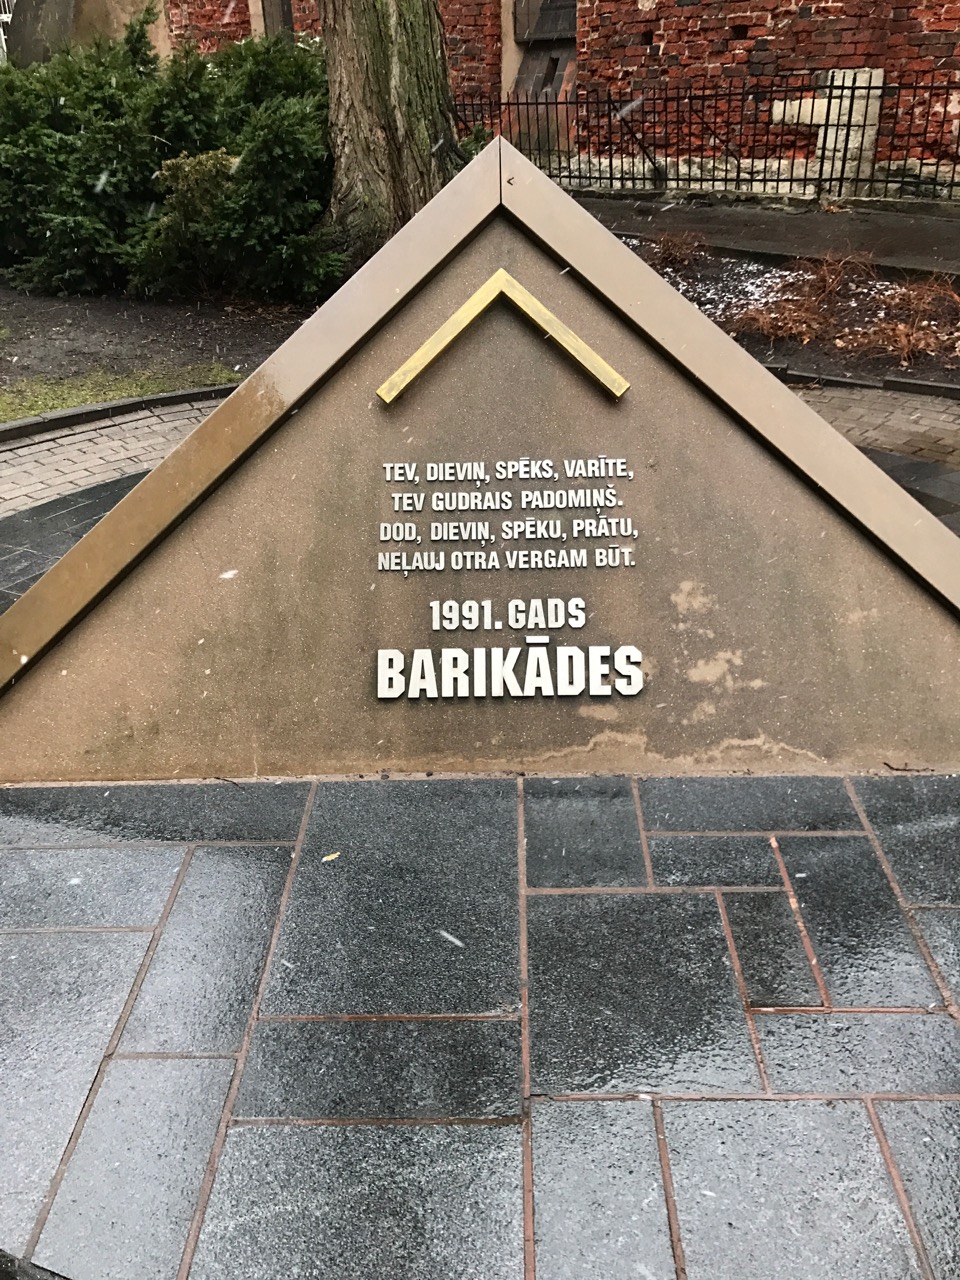 TEV, DIEVIŅ, SPĒKS, VARĪTE,
TEV GUDRAIS PADOMIŅŠ.
DOD, DIEVIŅ, SPĒKU, PRĀTU,
NEĻAUJ OTRA VERGAM BŪT.
1991. GADS
BARIKĀDES